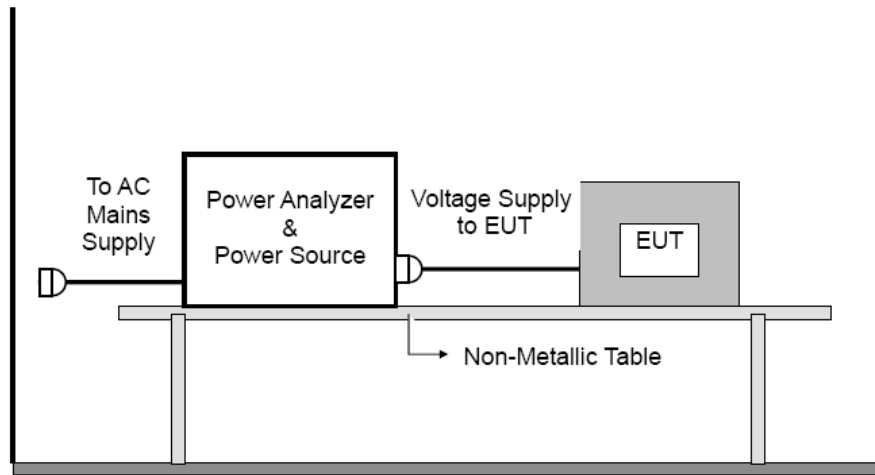 To AC
Mains
Supply
Power Analyzer
&
Power Source
Voltage Supply
to EUT
EUT
Non-Metallic Table